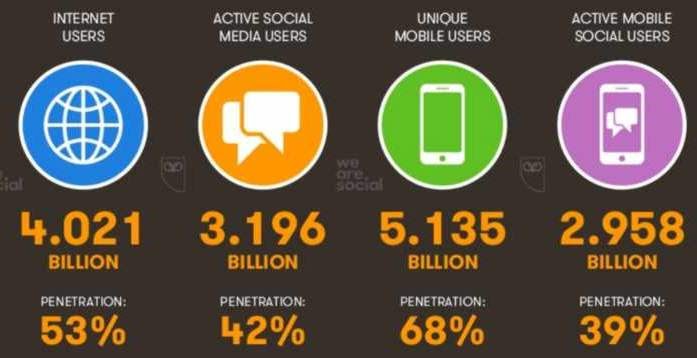 INTERNET
USERS
ACTIVE SOCIAL
MEDIA USERS
UNIQUE
MOBILE USERS
ACTIVE MOBILE
SOCIAL USERS
we
are
social
.cial
4.021
BILLION
3.196
BILLION
5.135
BILLION
2.958
BILLION
PENETRATION:
53%
PENETRATION:
42%
PENETRATION:
68%
PENETRATION:
39%